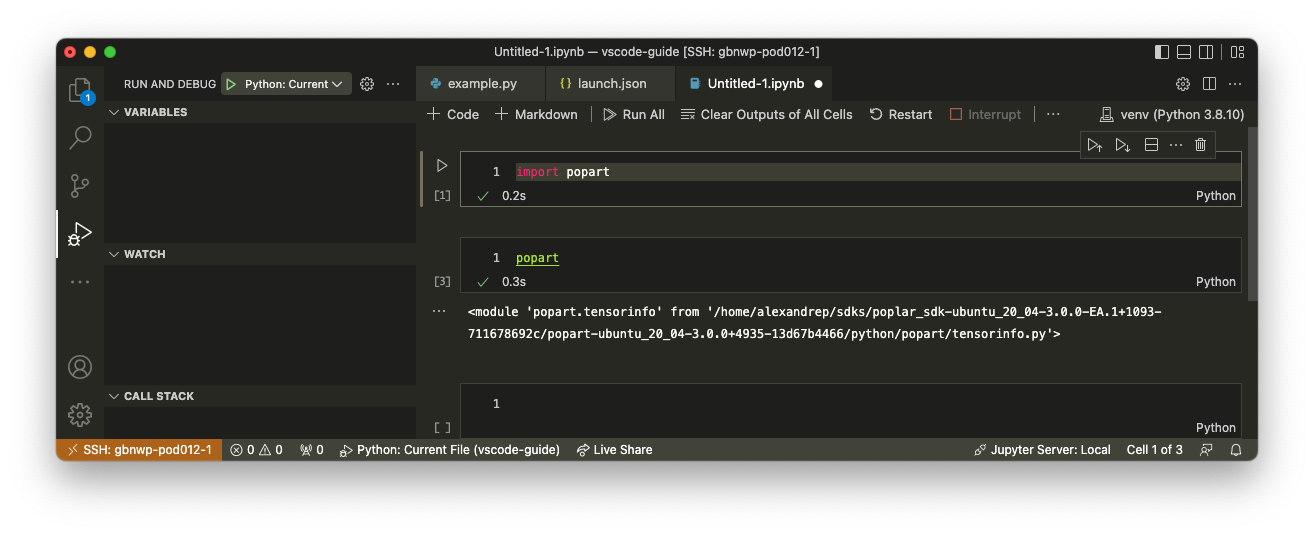 Untitled-1.ipynb — vscode-guide [SSH: gbnwp-pod012-1]
1
RUN AND DEBUG
Python: Current
example.py
{} launch.json
Untitled-1.ipynb
Code
Markdown
Run All
Clear Outputs of All Cells
Restart
Interrupt
venv (Python 3.8.10)
VARIABLES
WATCH
CALL STACK
1 import popart
[1] 0.2s Python
1 popart
[3] 0.3s Python
<module 'popart.tensorinfo' from '/home/alexandrep/sdks/poplar_sdk-ubuntu_20_04-3.0.0-EA.1+1093-
711678692c/popart-ubuntu_20_04-3.0.0+4935-13d67b4466/python/popart/tensorinfo.py'>
1
[ ] Python
SSH: gbnwp-pod012-1 0 0 0 Python: Current File (vscode-guide) Live Share Jupyter Server: Local Cell 1 of 3